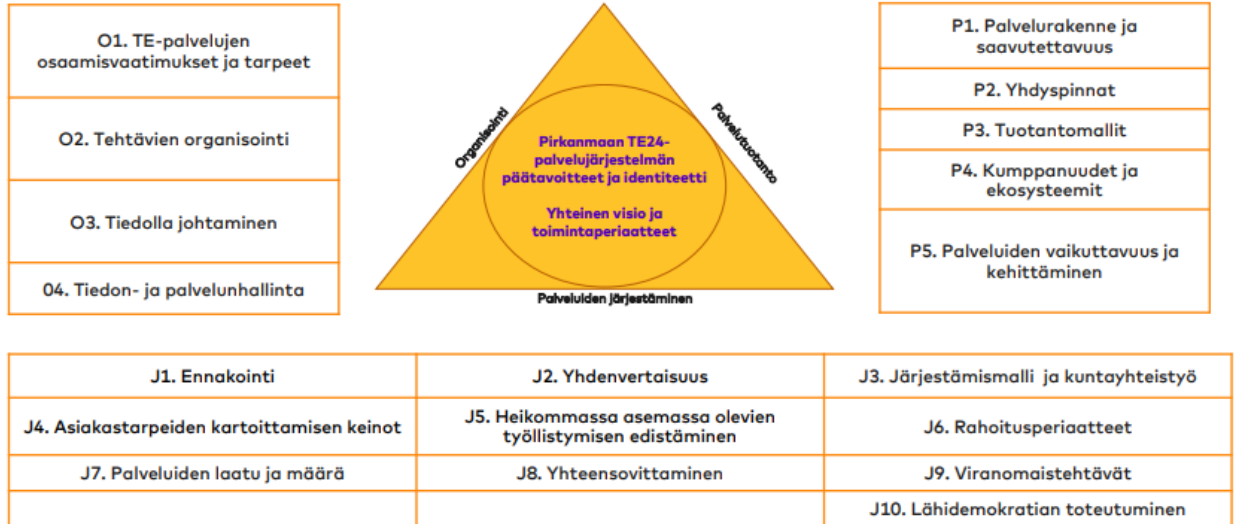 O1. TE-palvelujen
osaamisvaatimukset ja tarpeet
O2. Tehtävien organisointi
O3. Tiedolla johtaminen
04. Tiedon- ja palvelunhallinta
Organisointi
Pirkanmaan TE24-
palvelujärjestelmän
päätavoitteet ja identiteetti
Yhteinen visio ja
toimintaperiaatteet
Palvelutuotanto
Palveluiden järjestäminen
P1. Palvelurakenne ja
saavutettavuus
P2. Yhdyspinnat
P3. Tuotantomallit
P4. Kumppanuudet ja
ekosysteemit
P5. Palveluiden vaikuttavuus ja
kehittäminen
J1. Ennakointi
J2. Yhdenvertaisuus
J3. Järjestämismalli ja kuntayhteistyö
J4. Asiakastarpeiden kartoittamisen keinot
J5. Heikommassa asemassa olevien
työllistymisen edistäminen
J6. Rahoitusperiaatteet
J7. Palveluiden laatu ja määrä
J8. Yhteensovittaminen
J9. Viranomaistehtävät
J10. Lähidemokratian toteutuminen